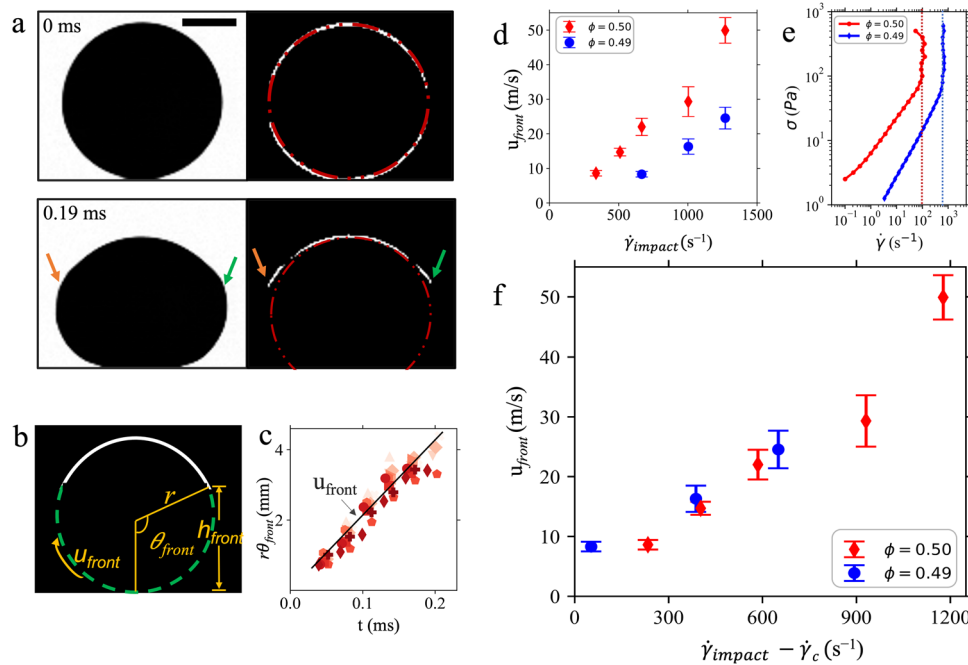 a
0 ms
0.19 ms
b
r
θfront
hfront
ufront
c
rθfront (mm)
4
2
ufront
0.0
0.1
0.2
t (ms)
d
ufront (m/s)
50
40
30
20
10
0
ϕ = 0.50
ϕ = 0.49
0
500
1000
1500
γ̇impact(s⁻¹)
e
σ (Pa)
10³
10²
10¹
10⁰
ϕ = 0.50
ϕ = 0.49
10⁻¹
10⁰
10¹
10²
10³
γ̇ (s⁻¹)
f
ufront (m/s)
50
40
30
20
10
0
ϕ = 0.50
ϕ = 0.49
0
300
600
900
1200
γ̇impact − γ̇c (s⁻¹)